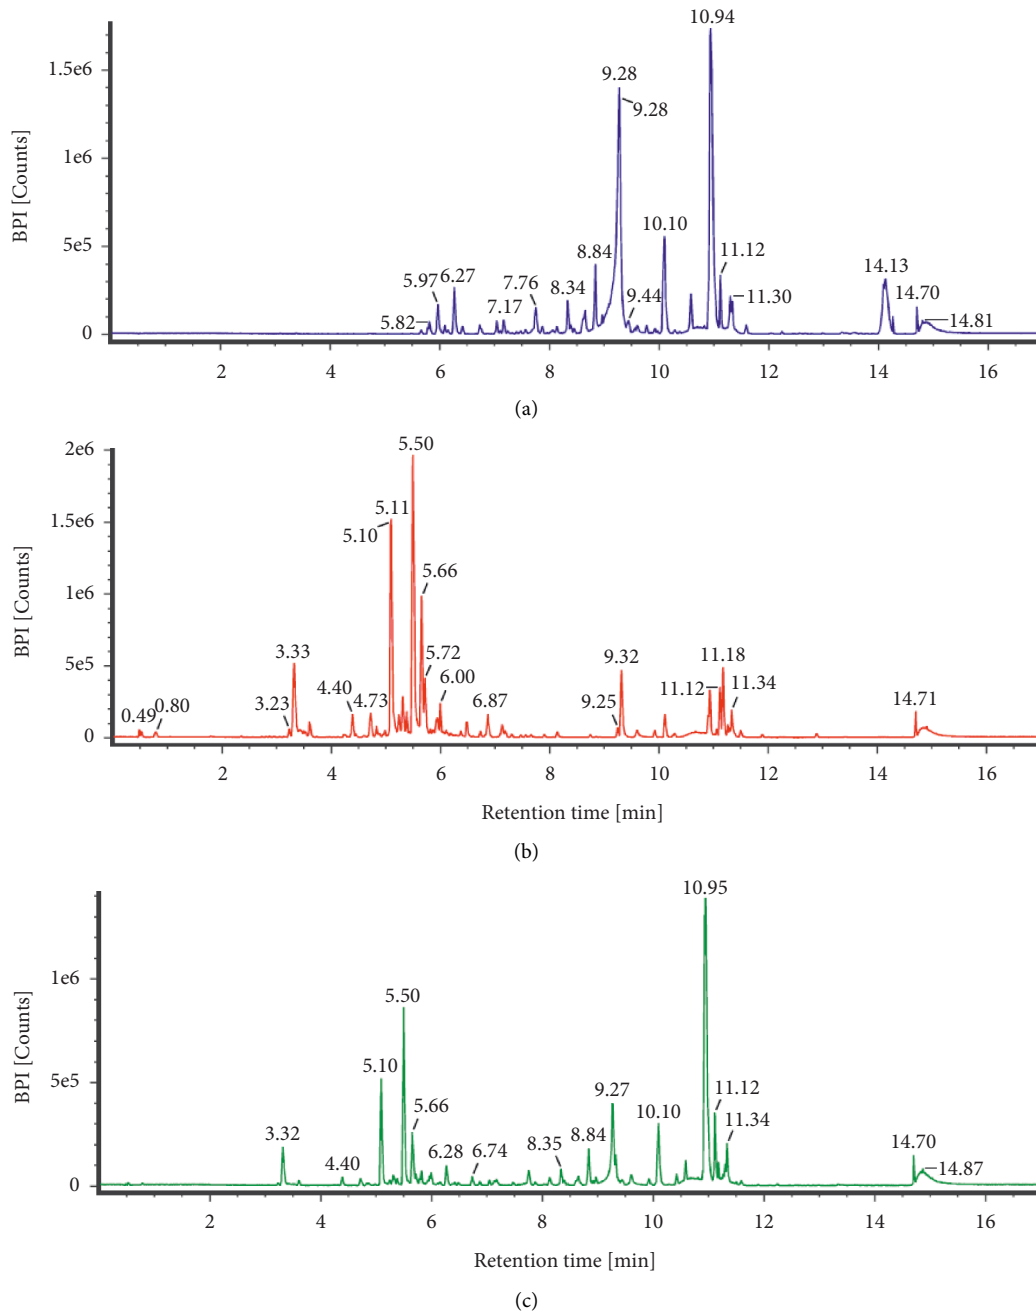 10.94
1.5e6
9.28
9.28
1e6
BPI [Counts]
5e5
10.10
8.84
11.12
5.97
6.27
7.76
8.34
14.13
5.82
7.17
9.44
11.30
14.70
14.81
0
2 4 6 8 10 12 14 16
(a)
2e6
5.50
1.5e6
5.11
5.10
BPI [Counts]
1e6
5.66
5e5
3.33
5.72
9.32
11.18
4.40
4.73
6.00
11.12
11.34
0.49
0.80
3.23
6.87
9.25
14.71
0
2 4 6 8 10 12 14 16
Retention time [min]
(b)
10.95
1e6
5.50
BPI [Counts]
5e5
5.10
9.27
11.12
5.66
10.10
11.34
3.32
4.40
6.28
6.74
8.35
8.84
14.70
14.87
0
2 4 6 8 10 12 14 16
Retention time [min]
(c)